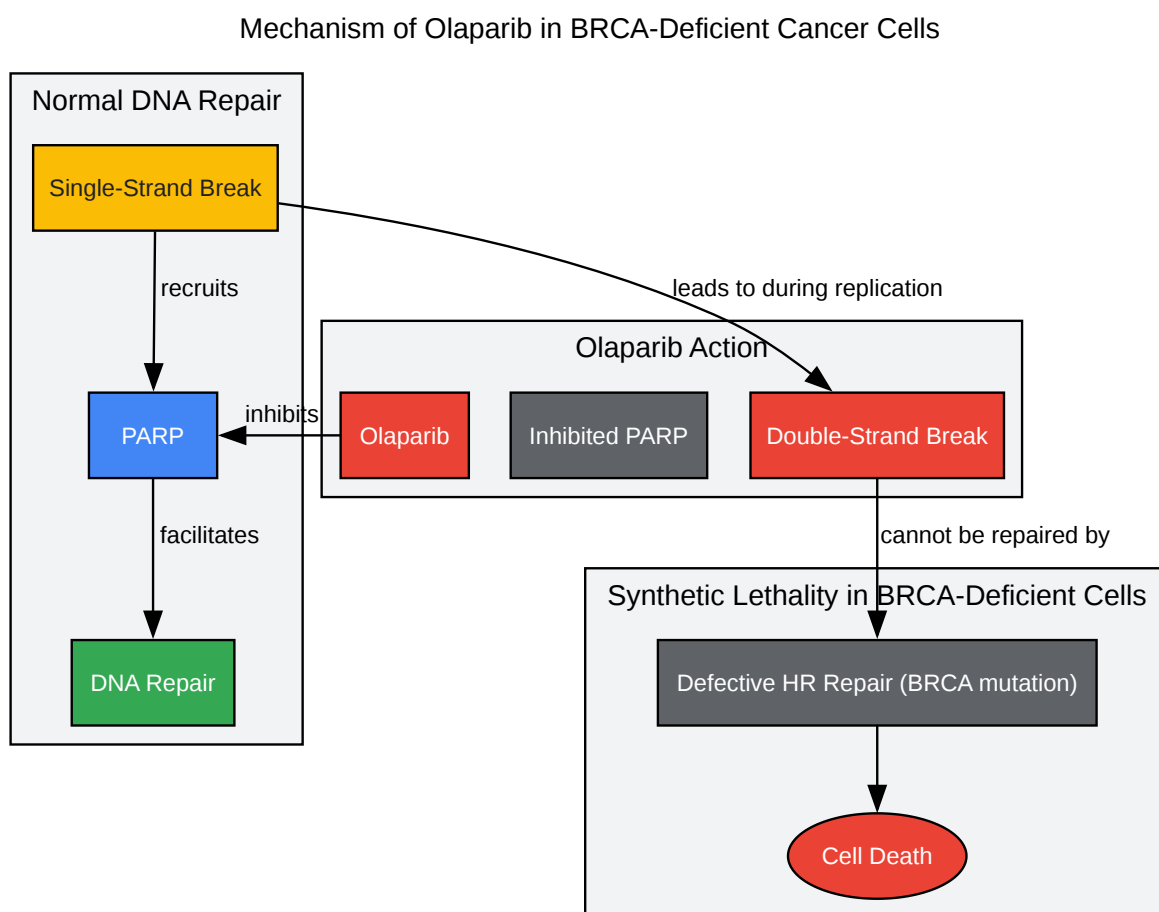 Mechanism of Olaparib in BRCA-Deficient Cancer Cells
Normal DNA Repair
Single-Strand Break
recruits
leads to during replication
Olaparib Action
PARP
inhibits
Olaparib
Inhibited PARP
Double-Strand Break
facilitates
cannot be repaired by
Synthetic Lethality in BRCA-Deficient Cells
DNA Repair
Defective HR Repair (BRCA mutation)
Cell Death